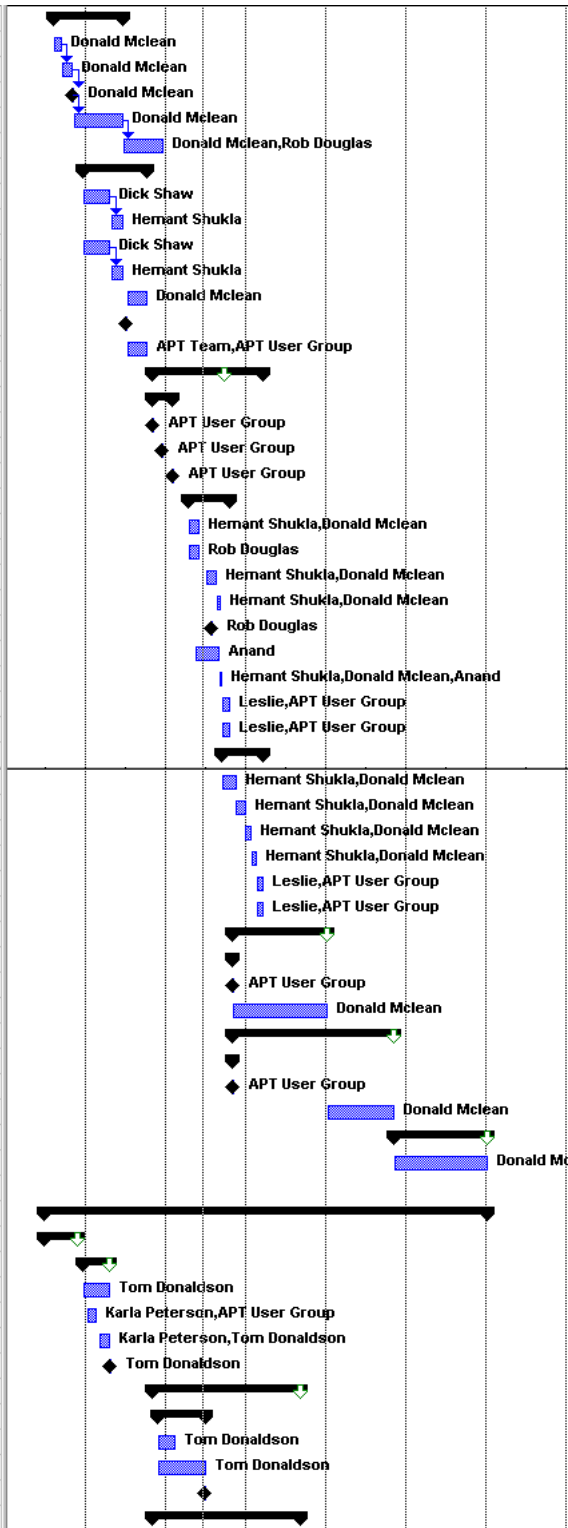 Donald Mclean
Donald Mclean
Donald Mclean
Donald Mclean
Donald Mclean,Rob Douglas
Dick Shaw
Hemant Shukla
Dick Shaw
Hemant Shukla
Donald Mclean
APT Team,APT User Group
APT User Group
APT User Group
APT User Group
Hemant Shukla,Donald Mclean
Rob Douglas
Hemant Shukla,Donald Mclean
Hemant Shukla,Donald Mclean
Rob Douglas
Anand
Hemant Shukla,Donald Mclean,Anand
Leslie,APT User Group
Leslie,APT User Group
Hemant Shukla,Donald Mclean
Hemant Shukla,Donald Mclean
Hemant Shukla,Donald Mclean
Hemant Shukla,Donald Mclean
Leslie,APT User Group
Leslie,APT User Group
APT User Group
Donald Mclean
APT User Group
Donald Mclean
Donald Mc
Tom Donaldson
Karla Peterson,APT User Group
Karla Peterson,Tom Donaldson
Tom Donaldson
Tom Donaldson
Tom Donaldson